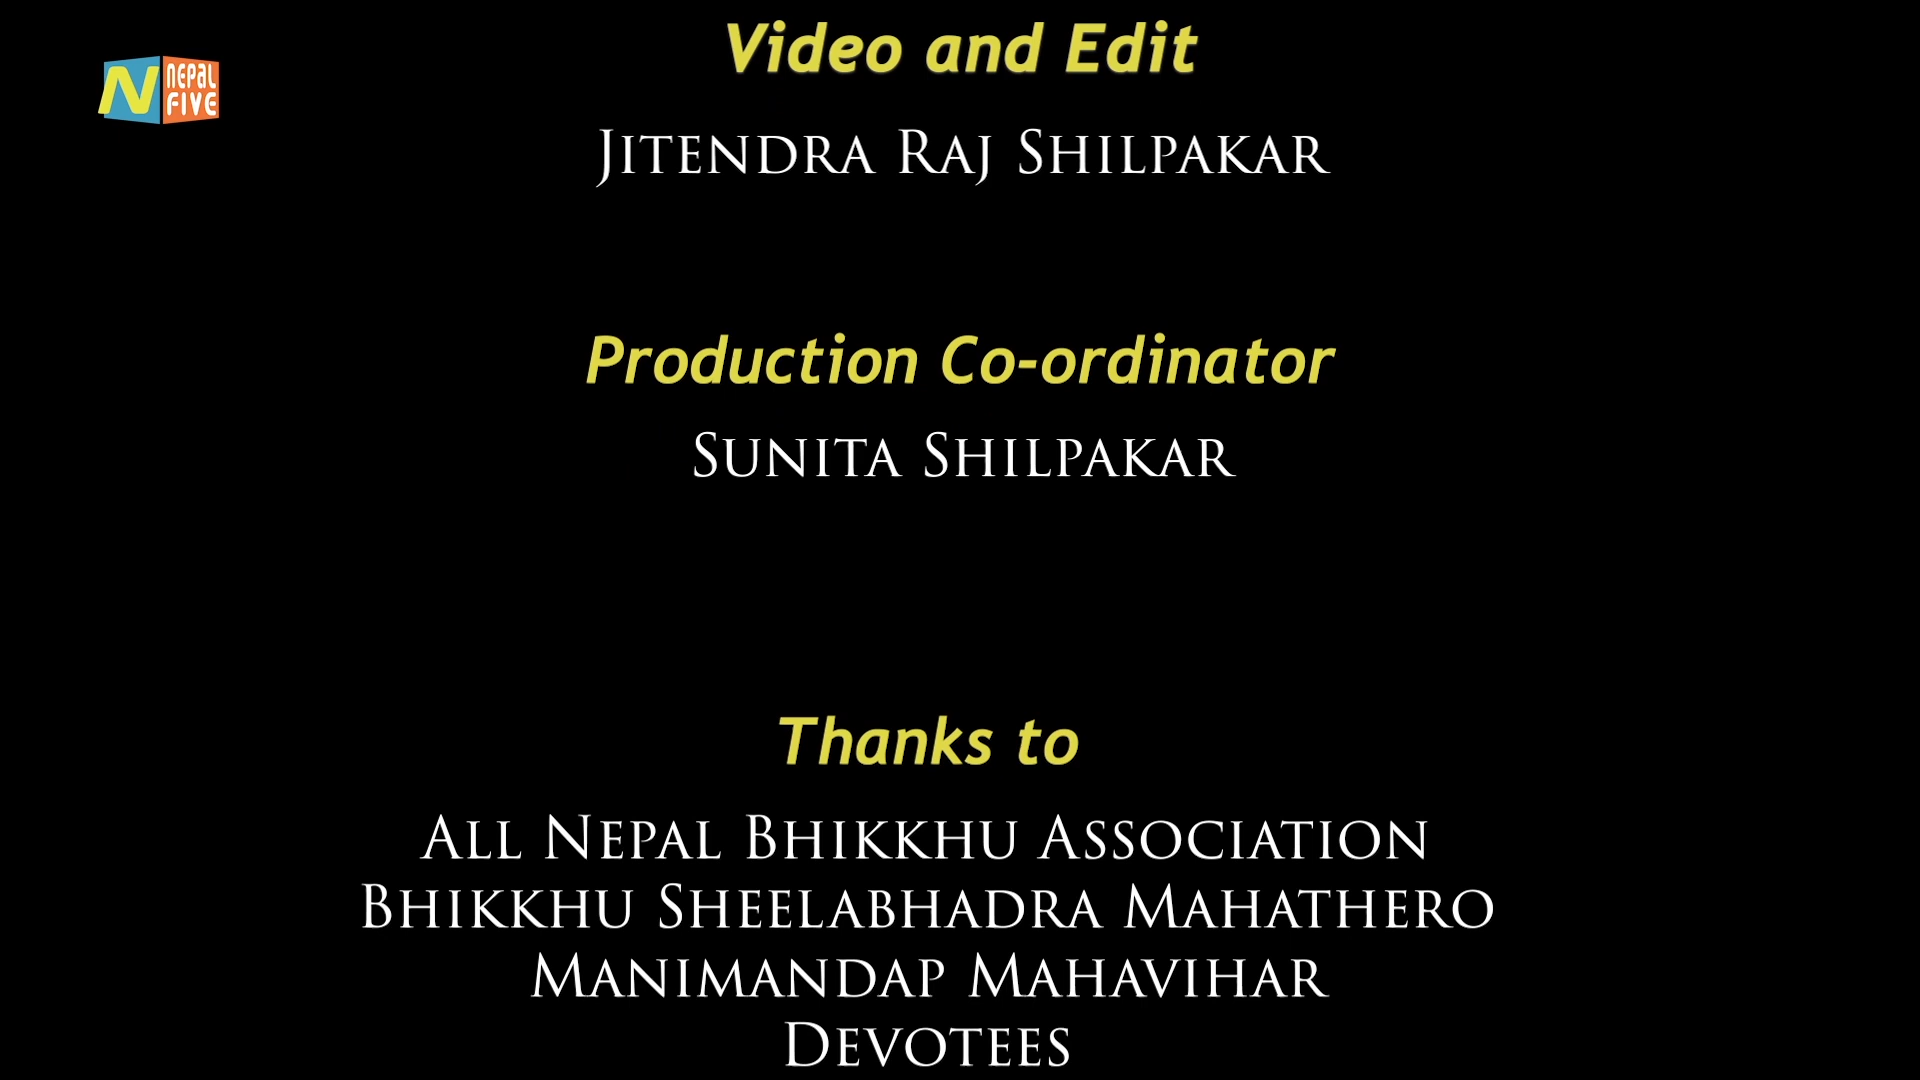 Video and Edit
N NEPAL FIVE
Jitendra Raj Shilpakar
Production Co-ordinator
Sunita Shilpakar
Thanks to
All Nepal Bhikkhu Association
Bhikkhu Sheelabhadra Mahathero
Manimandap Mahavihar
Devotees